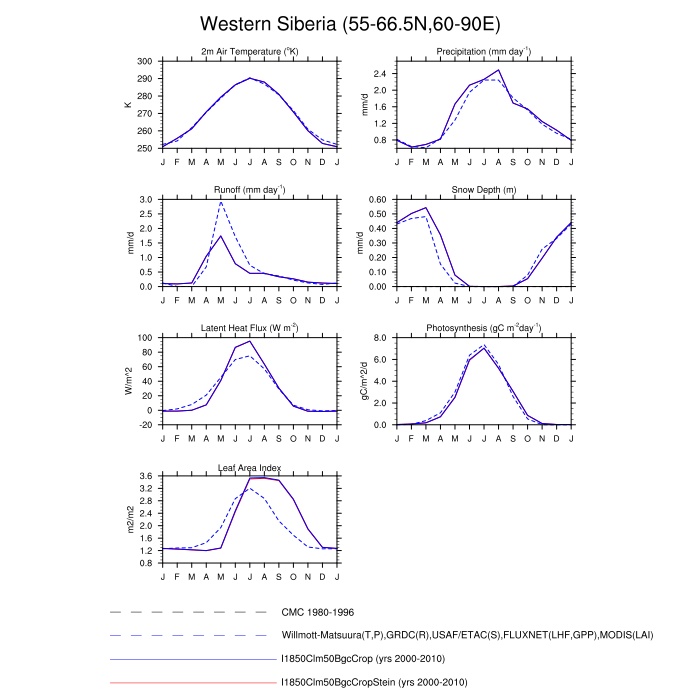 Western Siberia (55-66.5N,60-90E)
2m Air Temperature (°K)
Precipitation (mm day⁻¹)
300
290
280
270
260
250
K
J F M A M J J A S O N D J
2.4
2.0
1.6
1.2
0.8
mm/d
J F M A M J J A S O N D J
Runoff (mm day⁻¹)
Snow Depth (m)
3.0
2.5
2.0
1.5
1.0
0.5
0.0
mm/d
J F M A M J J A S O N D J
0.60
0.50
0.40
0.30
0.20
0.10
0.00
mm/d
J F M A M J J A S O N D J
Latent Heat Flux (W m⁻²)
Photosynthesis (gC m⁻²day⁻¹)
100
80
60
40
20
0
-20
W/m^2
J F M A M J J A S O N D J
8.0
6.0
4.0
2.0
0.0
gC/m^2/d
J F M A M J J A S O N D J
Leaf Area Index
3.6
3.2
2.8
2.4
2.0
1.6
1.2
0.8
m2/m2
J F M A M J J A S O N D J
CMC 1980-1996
Willmott-Matsuura(T,P),GRDC(R),USAF/ETAC(S),FLUXNET(LHF,GPP),MODIS(LAI)
I1850Clm50BgcCrop (yrs 2000-2010)
I1850Clm50BgcCropStein (yrs 2000-2010)